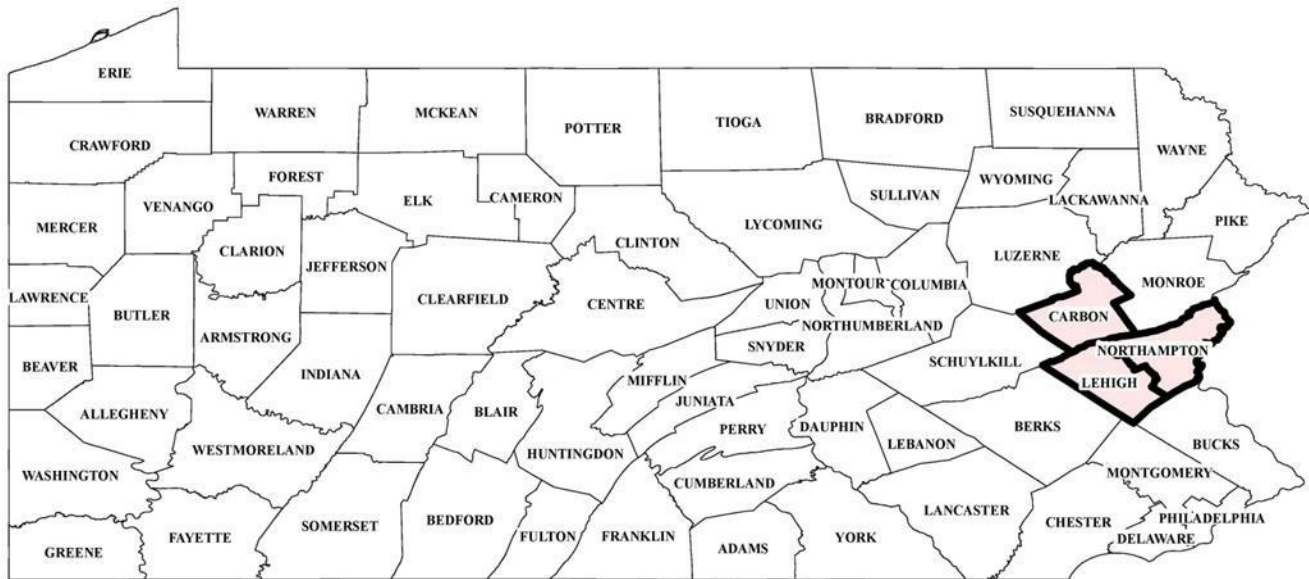 ERIE
WARREN
MCKEAN
POTTER
TIOGA
BRADFORD
SUSQUEHANNA
CRAWFORD
WAYNE
FOREST
WYOMING
VENANGO
ELK
CAMERON
SULLIVAN
LACKAWANNA
MERCER
LYCOMING
PIKE
CLARION
CLINTON
JEFFERSON
LUZERNE
MONROE
LAWRENCE
CLEARFIELD
CENTRE
UNION
MONTOUR
COLUMBIA
BUTLER
CARBON
ARMSTRONG
NORTHUMBERLAND
SNYDER
NORTHAMPTON
BEAVER
INDIANA
MIFFLIN
SCHUYLKILL
LEHIGH
ALLEGHENY
CAMBRIA
BLAIR
JUNIATA
PERRY
DAUPHIN
LEBANON
BERKS
BUCKS
WESTMORELAND
HUNTINGDON
WASHINGTON
CUMBERLAND
MONTGOMERY
LANCASTER
SOMERSET
BEDFORD
CHESTER
PHILADELPHIA
FAYETTE
FULTON
FRANKLIN
YORK
DELAWARE
GREENE
ADAMS